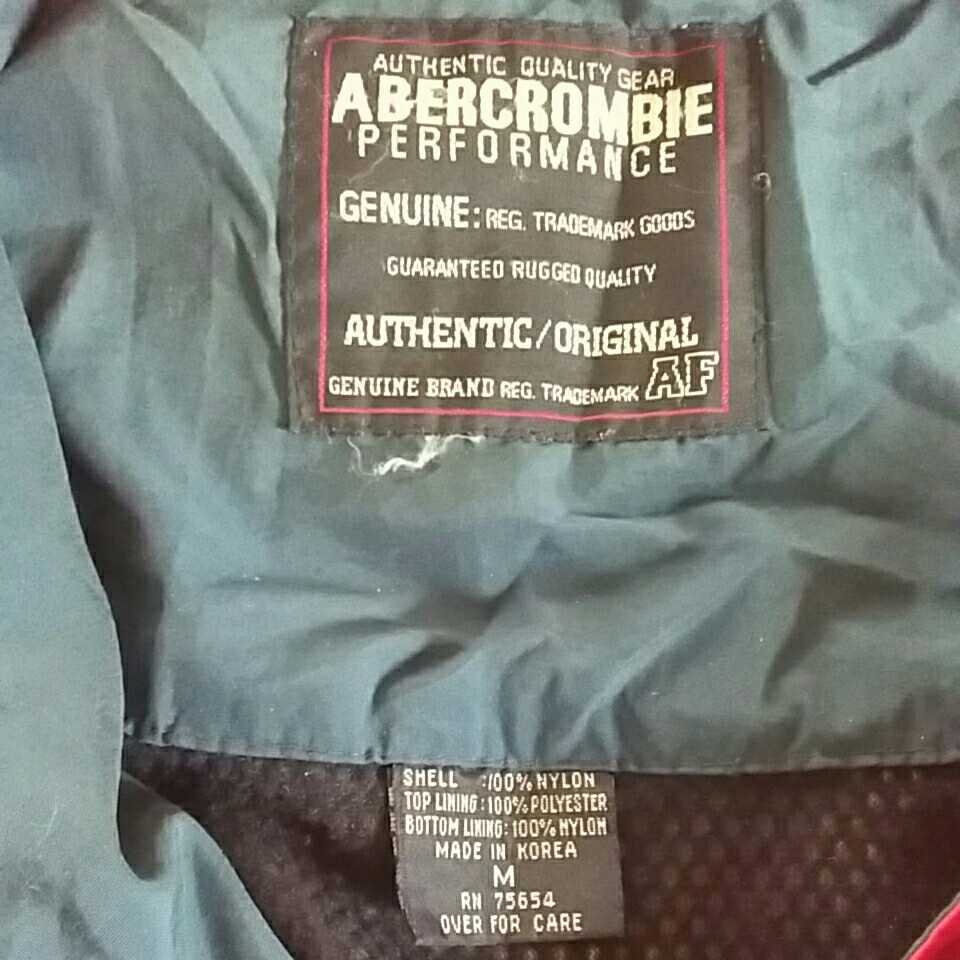 AUTHENTIC QUALITY GEAR
ABERCROMBIE
PERFORMANCE
GENUINE: REG. TRADEMARK GOODS
GUARANTEED RUGGED QUALITY
AUTHENTIC/ORIGINAL
GENUINE BRAND REG. TRADEMARK AF
SHELL :100% NYLON
TOP LINING:100% POLYESTER
BOTTOM LINING:100% NYLON
MADE IN KOREA
M
RN 75654
OVER FOR CARE